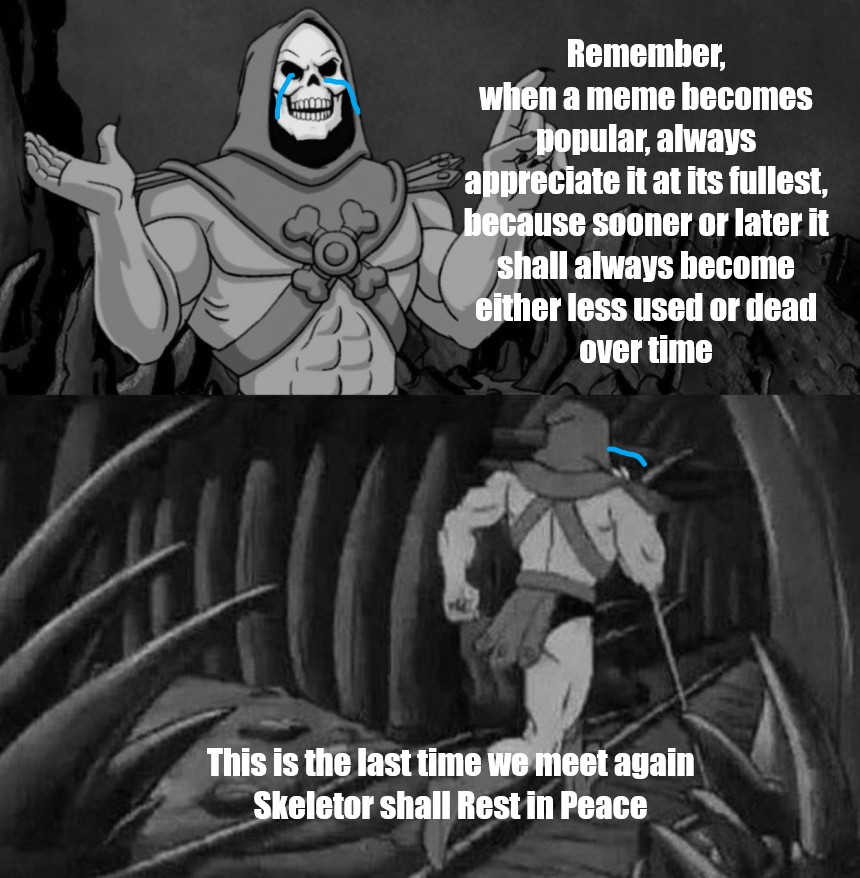 Remember,
when a meme becomes
popular, always
appreciate it at its fullest,
because sooner or later it
shall always become
either less used or dead
over time
This is the last time we meet again
Skeletor shall Rest in Peace